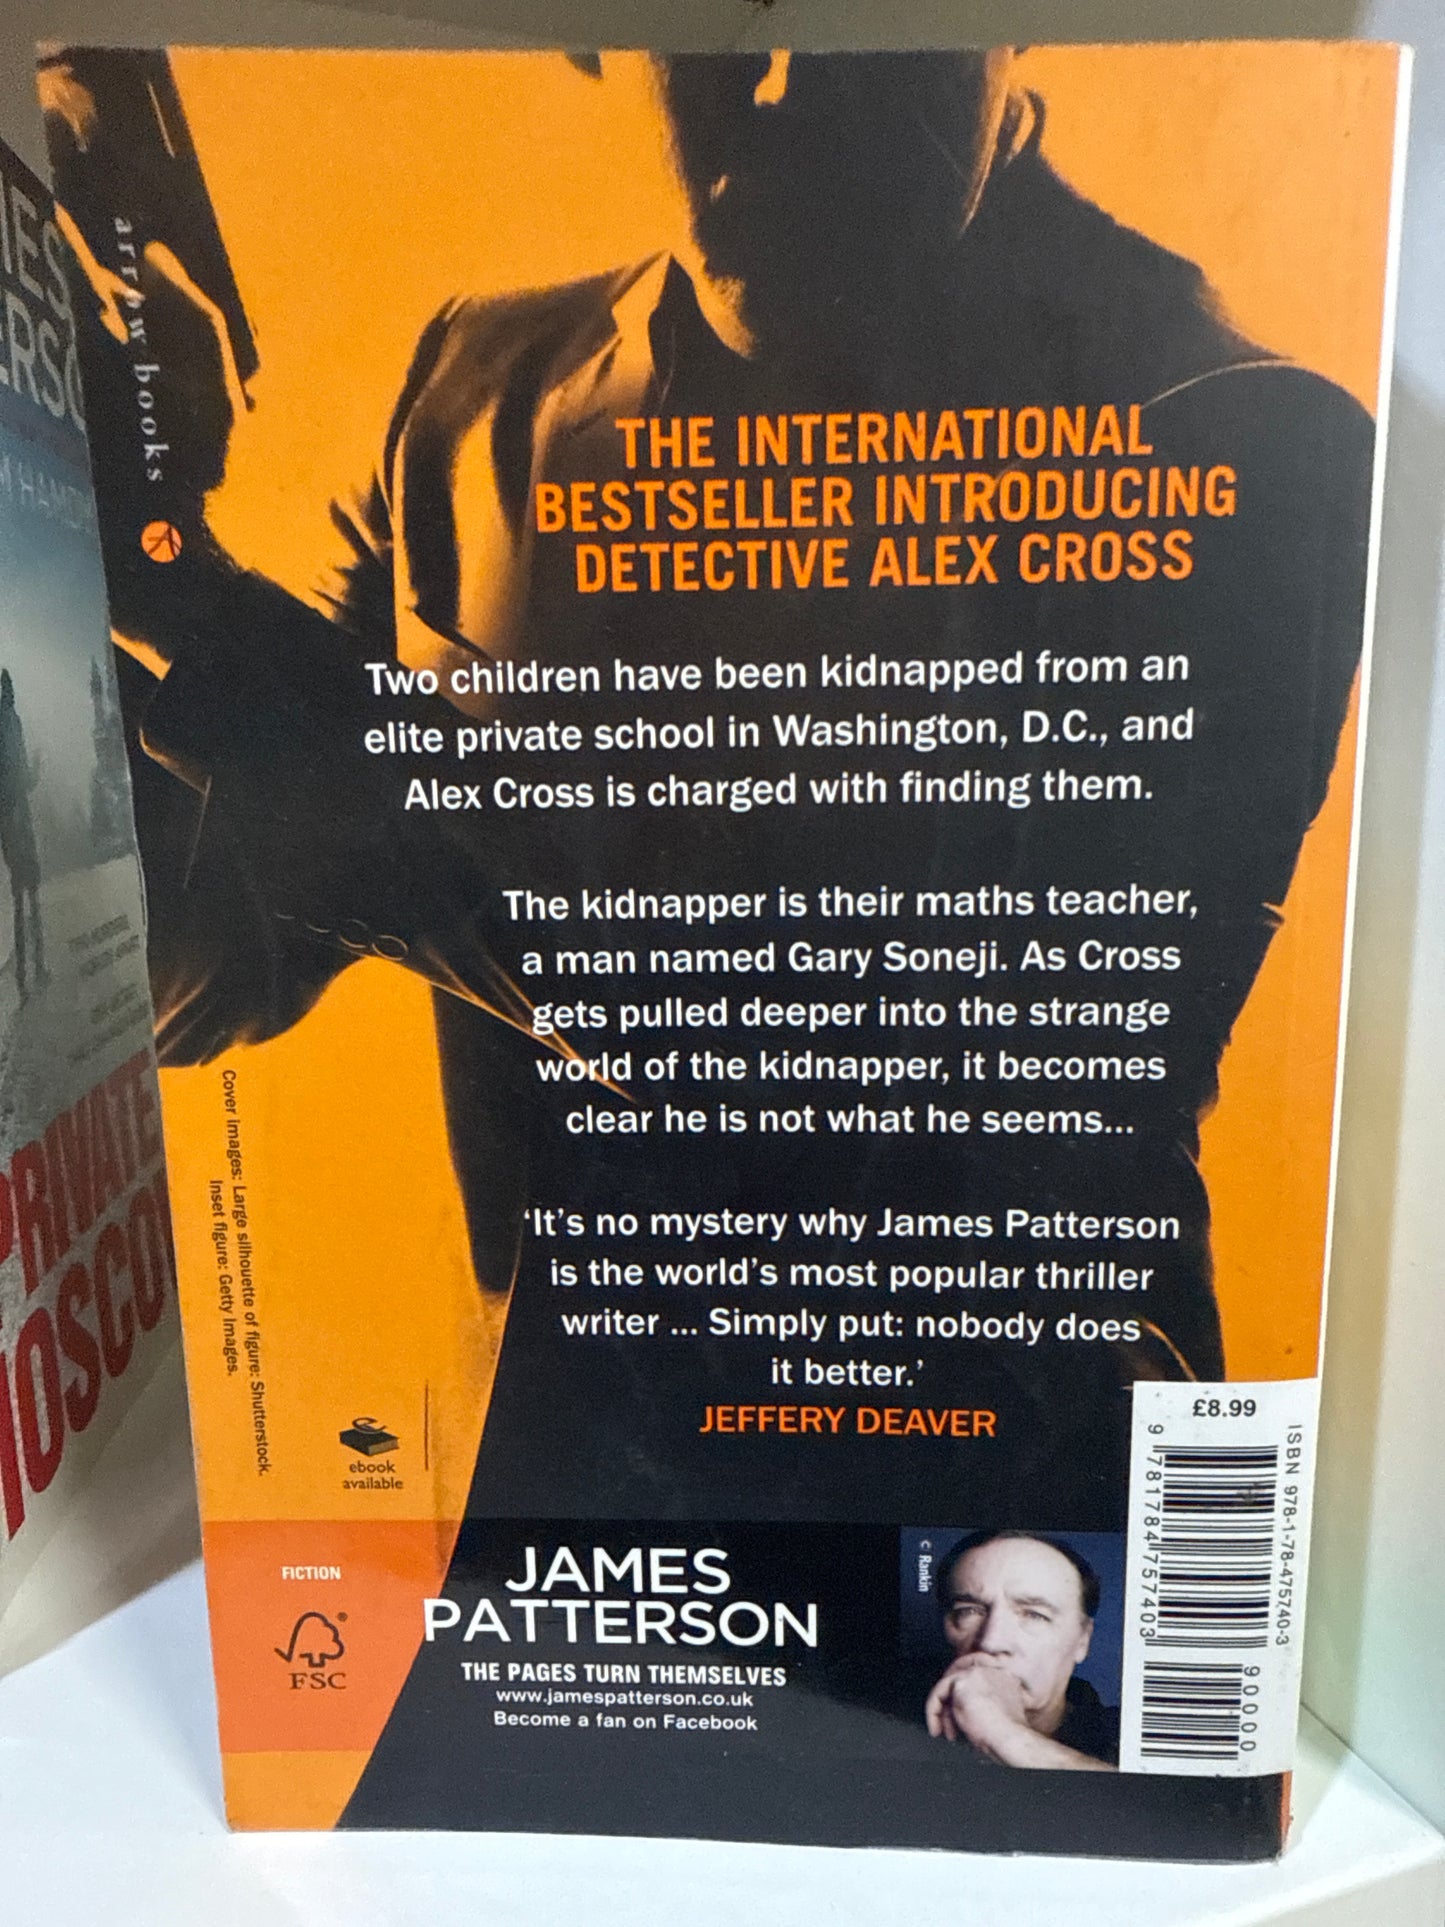 arrow books
THE INTERNATIONAL
BESTSELLER INTRODUCING
DETECTIVE ALEX CROSS
Two children have been kidnapped from an
elite private school in Washington, D.C., and
Alex Cross is charged with finding them.
The kidnapper is their maths teacher,
a man named Gary Soneji. As Cross
gets pulled deeper into the strange
world of the kidnapper, it becomes
clear he is not what he seems...
‘It’s no mystery why James Patterson
is the world’s most popular thriller
writer ... Simply put: nobody does
it better.’
JEFFERY DEAVER
Cover images: Large silhouette of figure: Shutterstock.
Inset figure: Getty Images.
ebook
available
FICTION
FSC
®
JAMES
PATTERSON
THE PAGES TURN THEMSELVES
www.jamespatterson.co.uk
Become a fan on Facebook
© Rankin
£8.99
ISBN 978-1-78-475740-3
9 781784 757403
90000
PRIVATE